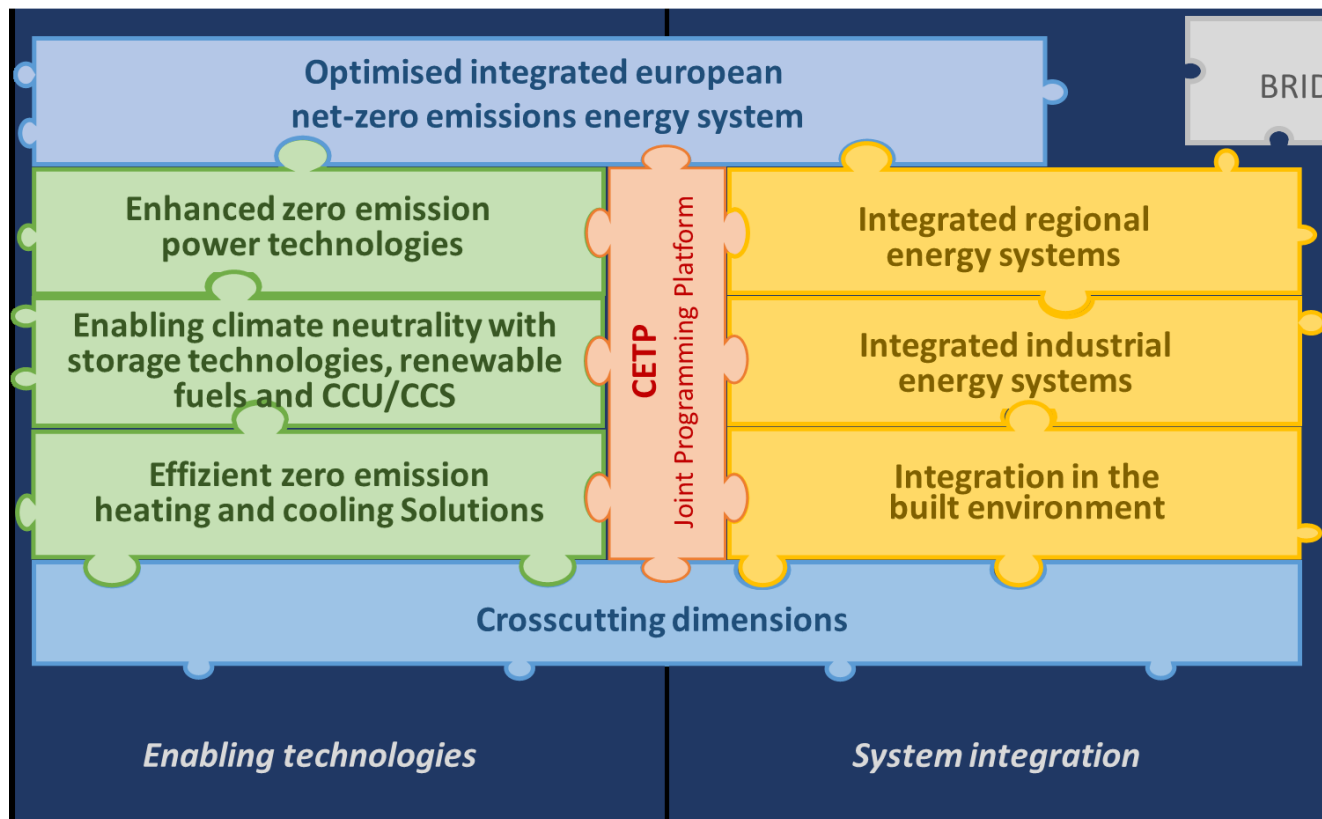 Optimised integrated european
net-zero emissions energy system
BRID
Enhanced zero emission
power technologies
Enabling climate neutrality with
storage technologies, renewable
fuels and CCU/CCS
Effizient zero emission
heating and cooling Solutions
CETP
Joint Programming Platform
Integrated regional
energy systems
Integrated industrial
energy systems
Integration in the
built environment
Crosscutting dimensions
Enabling technologies
System integration